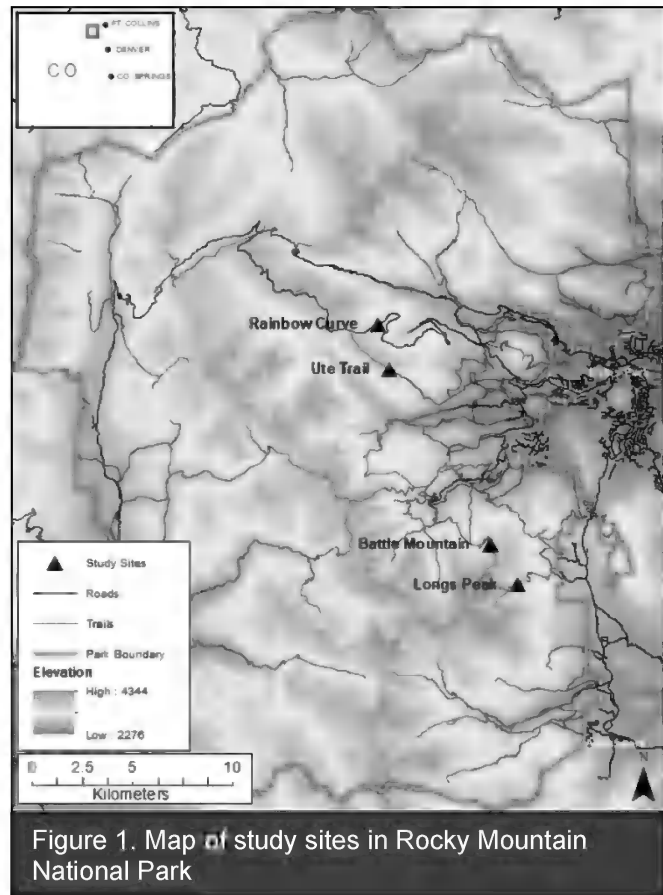 FT. COLLINS
DENVER
CO
CO SPRINGS
Rainbow Curve
Ute Trail
Battle Mountain
Longs Peak
Study Sites
Roads
Trails
Park Boundary
Elevation
High : 4344
Low : 2276
0 2.5 5 10
Kilometers
N
Figure 1. Map of study sites in Rocky Mountain
National Park